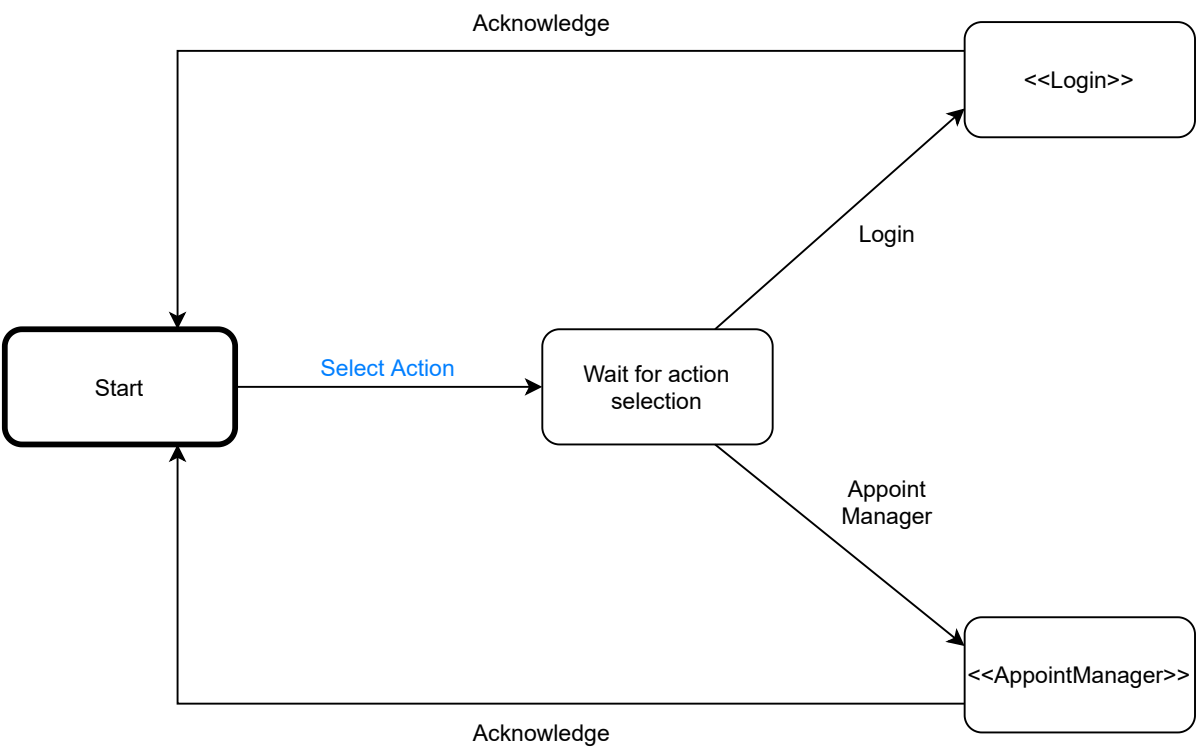 Acknowledge
<<Login>>
Login
Select Action
Start
Wait for action
selection
Appoint
Manager
<<AppointManager>>
Acknowledge